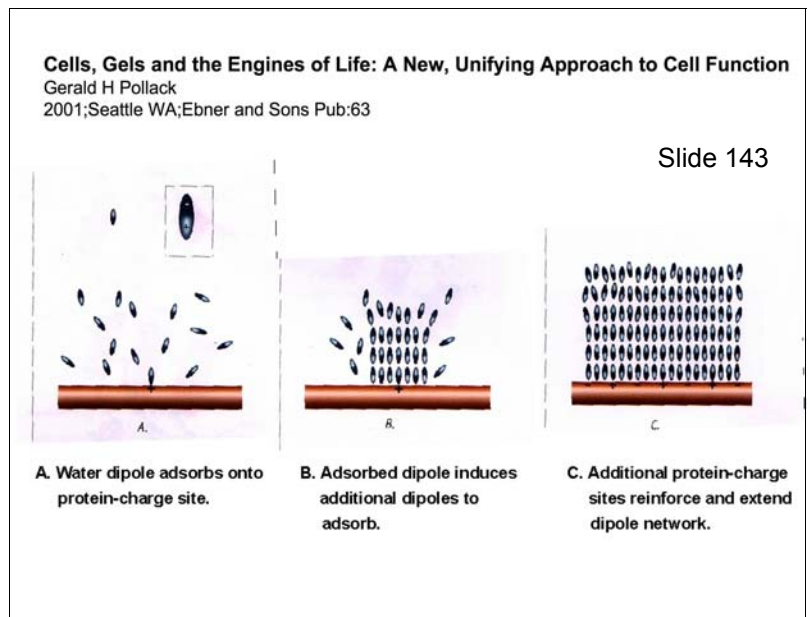 Cells, Gels and the Engines of Life: A New, Unifying Approach to Cell Function
Gerald H Pollack
2001;Seattle WA;Ebner and Sons Pub:63
Slide 143
A.
B.
C.
A. Water dipole adsorbs onto
protein-charge site.
B. Adsorbed dipole induces
additional dipoles to
adsorb.
C. Additional protein-charge
sites reinforce and extend
dipole network.